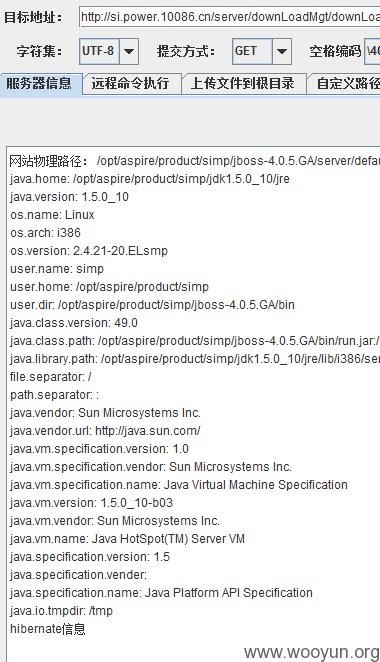 目标地址： http://si.power.10086.cn/server/downLoadMgt/downLoa
字符集： UTF-8 提交方式： GET 空格编码 \40
服务器信息 远程命令执行 上传文件到根目录 自定义路径
网站物理路径： /opt/aspire/product/simp/jboss-4.0.5.GA/server/defau
java.home: /opt/aspire/product/simp/jdk1.5.0_10/jre
java.version: 1.5.0_10
os.name: Linux
os.arch: i386
os.version: 2.4.21-20.ELsmp
user.name: simp
user.home: /opt/aspire/product/simp
user.dir: /opt/aspire/product/simp/jboss-4.0.5.GA/bin
java.class.version: 49.0
java.class.path: /opt/aspire/product/simp/jboss-4.0.5.GA/bin/run.jar:/
java.library.path: /opt/aspire/product/simp/jdk1.5.0_10/jre/lib/i386/ser
file.separator: /
path.separator: :
java.vendor: Sun Microsystems Inc.
java.vendor.url: http://java.sun.com/
java.vm.specification.version: 1.0
java.vm.specification.vendor: Sun Microsystems Inc.
java.vm.specification.name: Java Virtual Machine Specification
java.vm.version: 1.5.0_10-b03
java.vm.vendor: Sun Microsystems Inc.
java.vm.name: Java HotSpot(TM) Server VM
java.specification.version: 1.5
java.specification.vender:
java.specification.name: Java Platform API Specification
java.io.tmpdir: /tmp
hibernate信息
www.wooyun.org